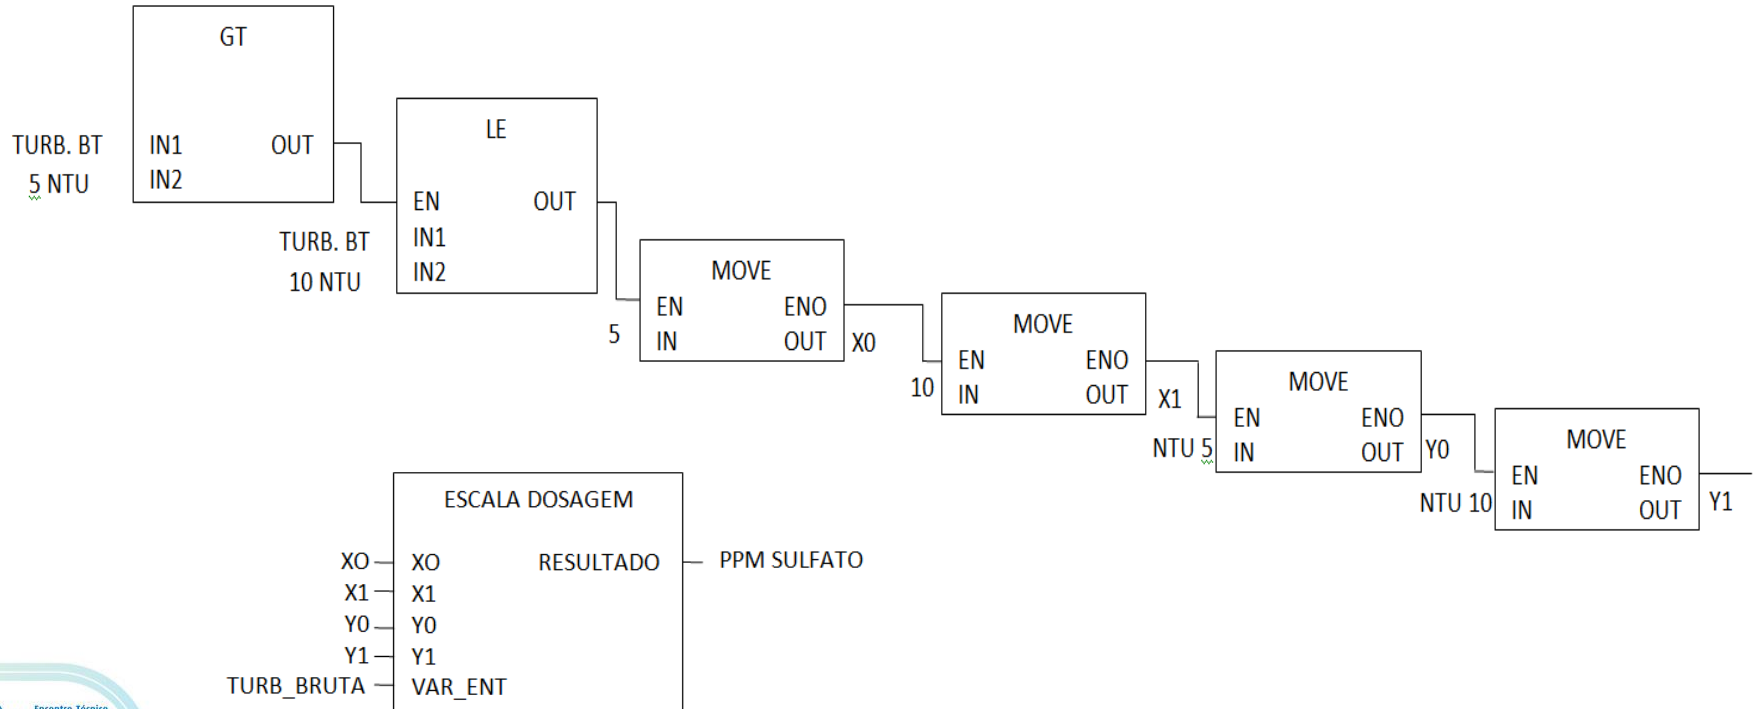 GT
TURB. BT
5 NTU
IN1
OUT
IN2
LE
EN
OUT
TURB. BT
10 NTU
IN1
IN2
MOVE
EN
ENO
5
IN
OUT
X0
MOVE
EN
ENO
10
IN
OUT
X1
MOVE
EN
ENO
NTU 5
IN
OUT
Y0
MOVE
EN
ENO
NTU 10
IN
OUT
Y1
ESCALA DOSAGEM
XO
XO
RESULTADO
PPM SULFATO
X1
X1
Y0
Y0
Y1
Y1
TURB_BRUTA
VAR_ENT
Encontro Técnico